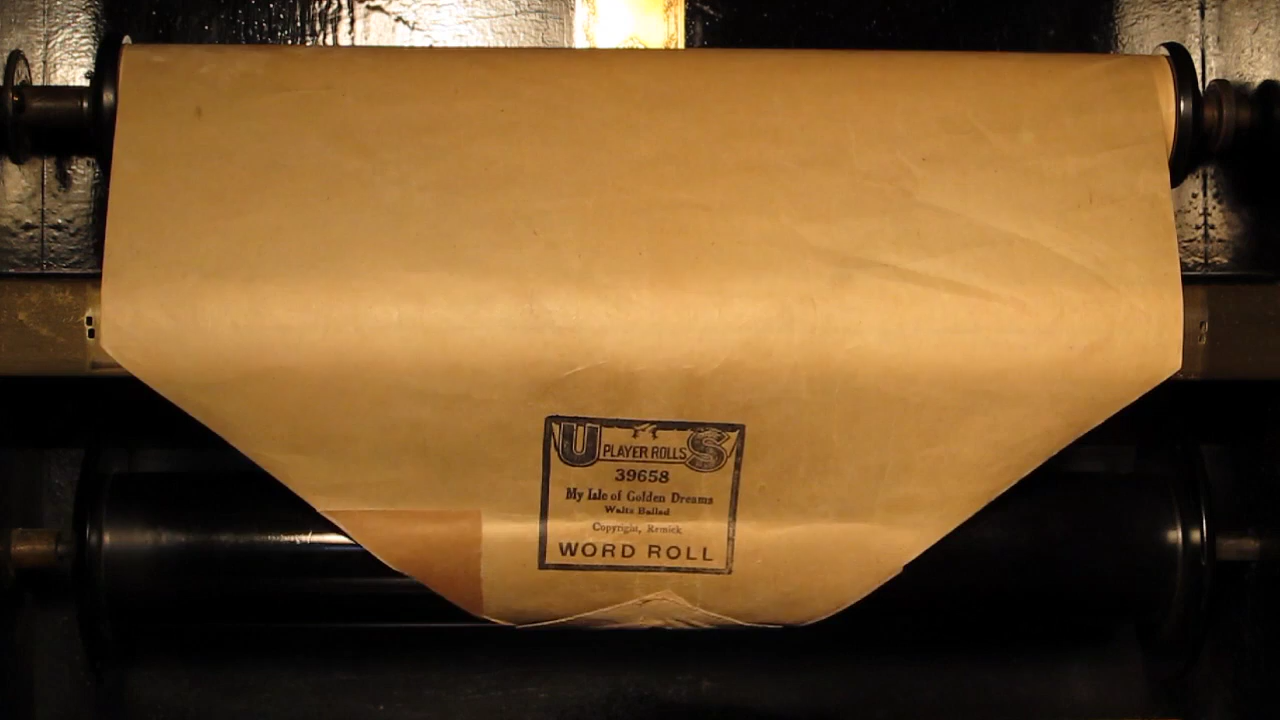 U PLAYER ROLLS S
39658
My Isle of Golden Dreams
Waltz Ballad
Copyright, Remick
WORD ROLL